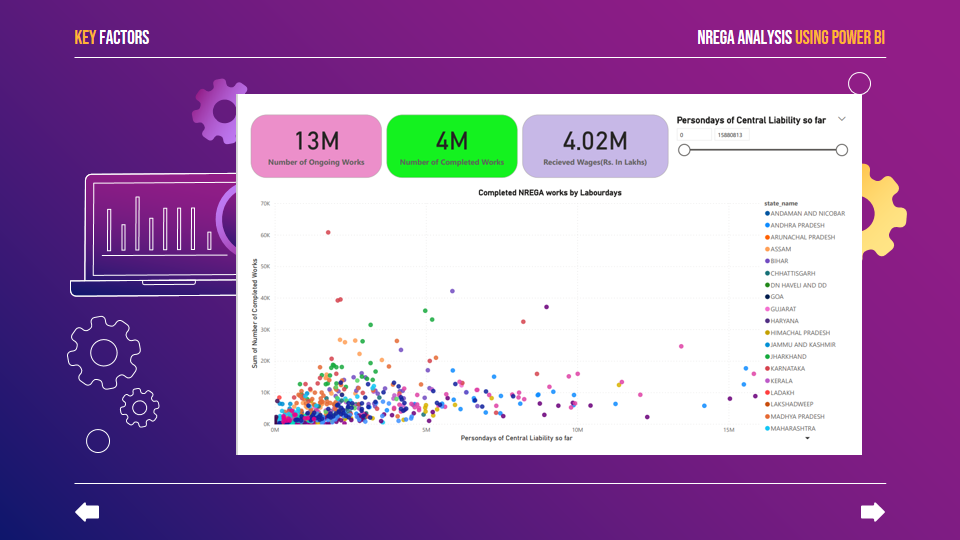 KEY FACTORS
NREGA ANALYSIS USING POWER BI
13M
Number of Ongoing Works
4M
Number of Completed Works
4.02M
Recieved Wages(Rs. In Lakhs)
Persondays of Central Liability so far
0
15880813
Completed NREGA works by Labourdays
Sum of Number of Completed Works
70K
60K
50K
40K
30K
20K
10K
0K
0M
5M
10M
15M
Persondays of Central Liability so far
state_name
ANDAMAN AND NICOBAR
ANDHRA PRADESH
ARUNACHAL PRADESH
ASSAM
BIHAR
CHHATTISGARH
DN HAVELI AND DD
GOA
GUJARAT
HARYANA
HIMACHAL PRADESH
JAMMU AND KASHMIR
JHARKHAND
KARNATAKA
KERALA
LADAKH
LAKSHADWEEP
MADHYA PRADESH
MAHARASHTRA